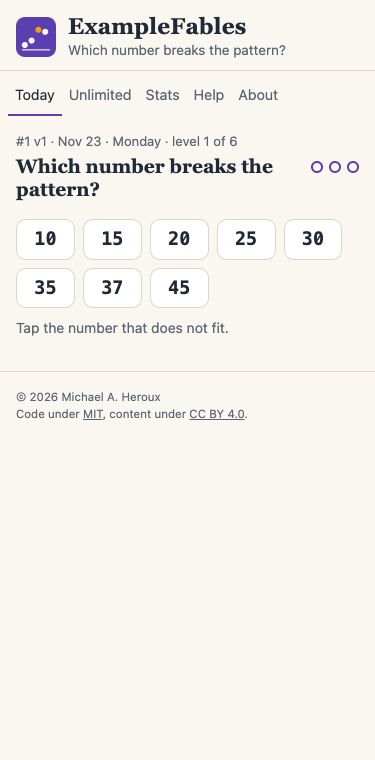 ExampleFables
Which number breaks the pattern?
Today Unlimited Stats Help About
#1 v1 · Nov 23 · Monday · level 1 of 6
Which number breaks the
pattern?
10 15 20 25 30
35 37 45
Tap the number that does not fit.
© 2026 Michael A. Heroux
Code under MIT, content under CC BY 4.0.